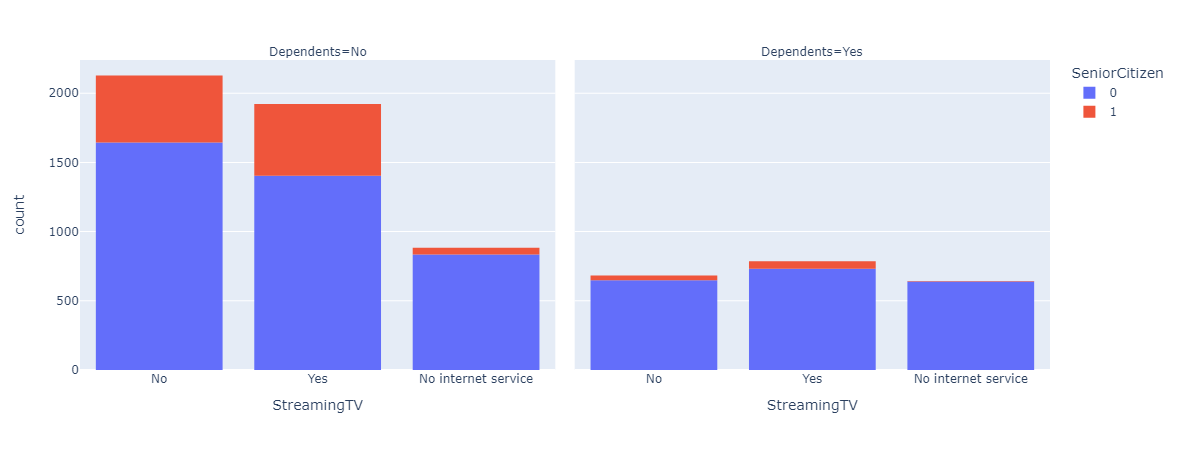 Dependents=No
Dependents=Yes
SeniorCitizen
0
1
2000
1500
1000
500
0
count
No
Yes
No internet service
No
Yes
No internet service
StreamingTV
StreamingTV